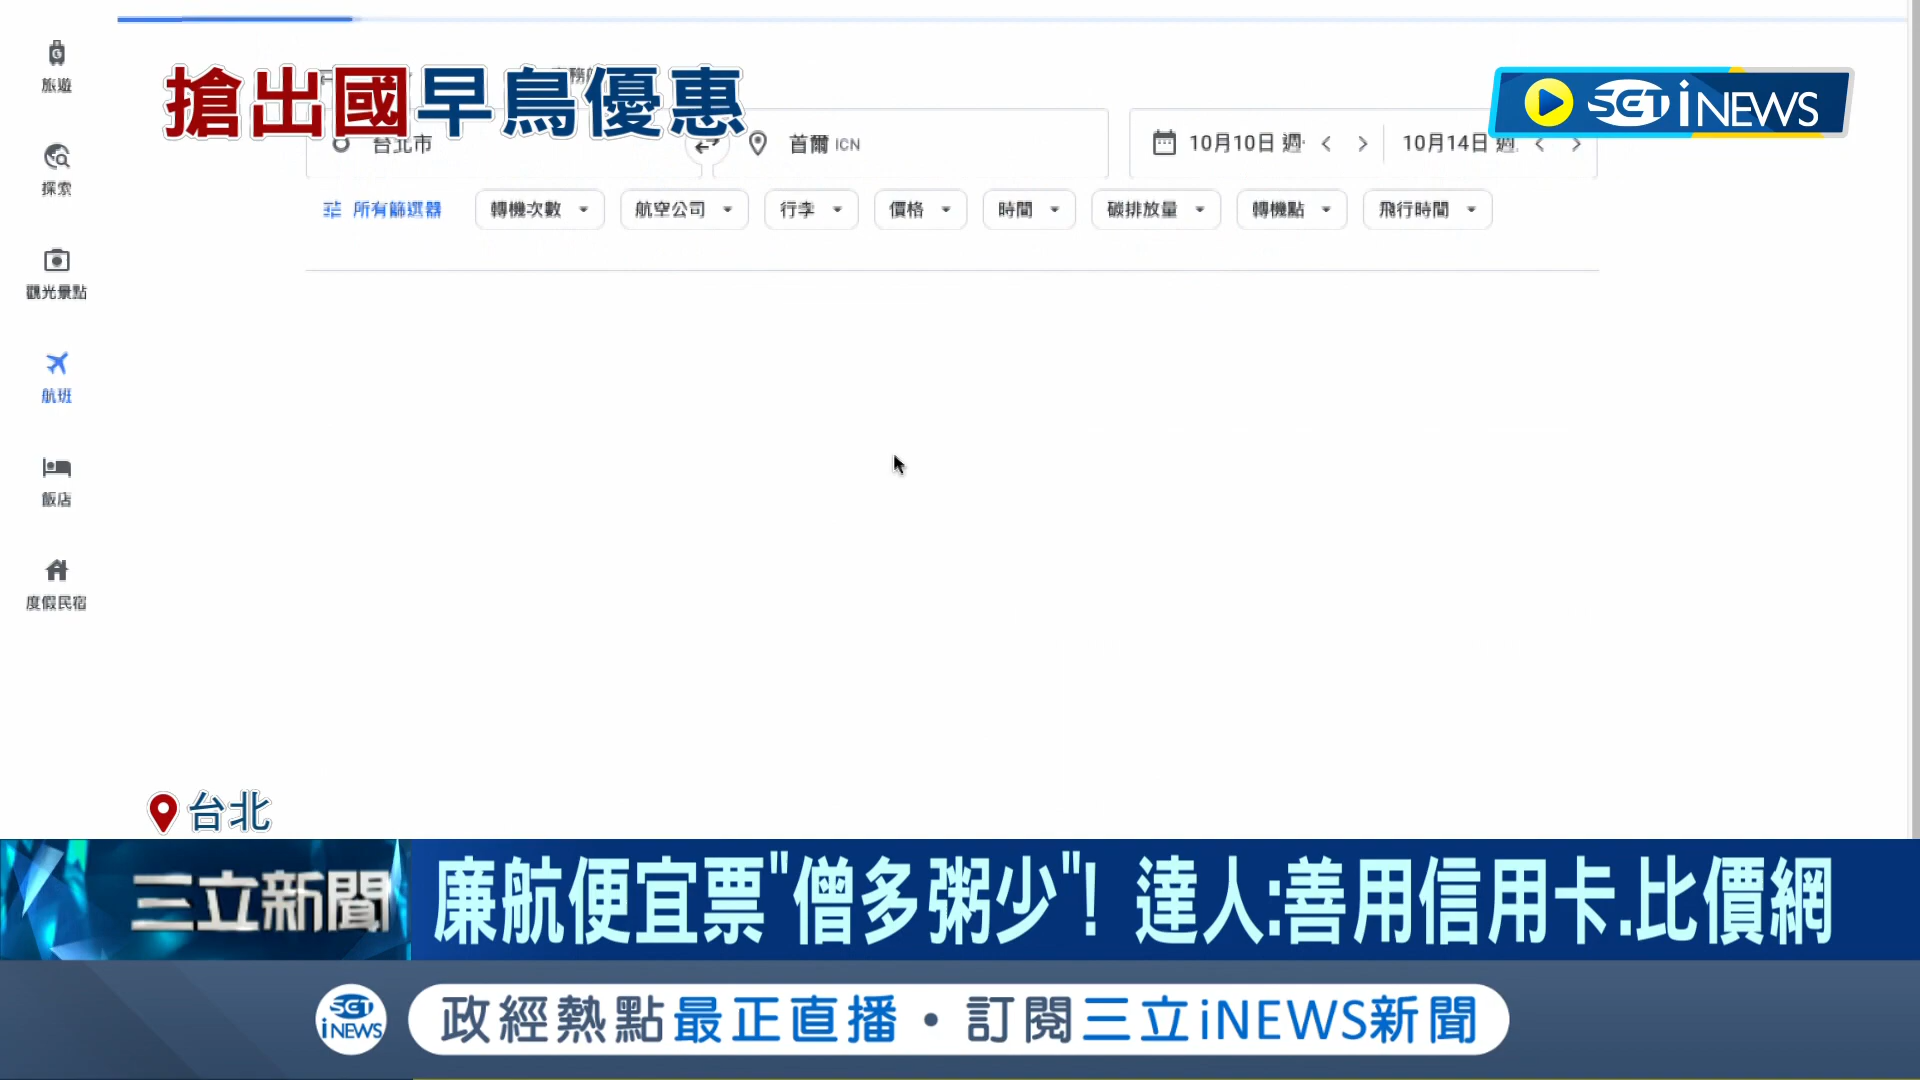 搶出國早鳥優惠
SET iNEWS
旅遊
探索
觀光景點
航班
飯店
度假民宿
台北市
首爾 ICN
10月10日 週
10月14日 週
所有篩選器
轉機次數
航空公司
行李
價格
時間
碳排放量
轉機點
飛行時間
台北
三立新聞
廉航便宜票"僧多粥少"! 達人:善用信用卡.比價網
SET iNEWS
政經熱點最正直播・訂閱三立iNEWS新聞